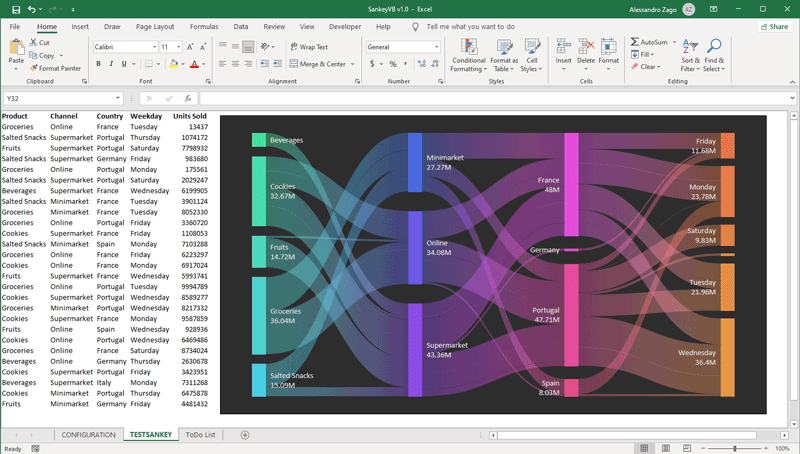 SankeyVB v1.0 - Excel
Alessandro Zago
AZ
File Home Insert Draw Page Layout Formulas Data Review View Developer Help Tell me what you want to do Share
Paste
Cut
Copy
Format Painter
Calibri 11
B I U
Wrap Text
Merge & Center
General
Conditional Formatting
Format as Table
Cell Styles
Insert
Delete
Format
AutoSum
Fill
Clear
Sort & Filter
Find & Select
Clipboard Font Alignment Number Styles Cells Editing
Y32
Product Channel Country Weekday Units Sold
Groceries Online France Tuesday 13437
Salted Snacks Supermarket Portugal Thursday 1074172
Fruits Supermarket Portugal Saturday 7798932
Salted Snacks Supermarket Germany Friday 983680
Groceries Online Portugal Monday 175561
Salted Snacks Supermarket Portugal Saturday 2029247
Beverages Supermarket France Wednesday 6199905
Salted Snacks Minimarket France Tuesday 3901124
Groceries Minimarket France Tuesday 8052330
Groceries Online Portugal Friday 3360720
Cookies Supermarket France Friday 1108053
Salted Snacks Minimarket Spain Monday 7103288
Groceries Online France Friday 6223297
Cookies Online France Monday 6917024
Fruits Supermarket France Wednesday 5993741
Groceries Online Portugal Tuesday 9994789
Cookies Supermarket Portugal Wednesday 8589277
Groceries Minimarket Portugal Wednesday 8217332
Cookies Supermarket France Monday 9587859
Fruits Online Spain Wednesday 928936
Cookies Online Portugal Wednesday 6469486
Groceries Online France Saturday 8734024
Beverages Online Germany Thursday 2630678
Cookies Supermarket Portugal Wednesday 3423951
Beverages Supermarket Italy Monday 7311268
Cookies Minimarket Portugal Wednesday 6475878
Fruits Minimarket Germany Friday 4481432
Beverages
Cookies
32.67M
Fruits
14.72M
Groceries
36.04M
Salted Snacks
15.09M
Minimarket
27.27M
Online
34.08M
Supermarket
43.36M
France
48M
Germany
Portugal
47.71M
Spain
8.03M
Friday
11.68M
Monday
23.78M
Saturday
9.83M
Tuesday
21.96M
Wednesday
36.4M
CONFIGURATION TESTSANKEY ToDo List
Ready
100%